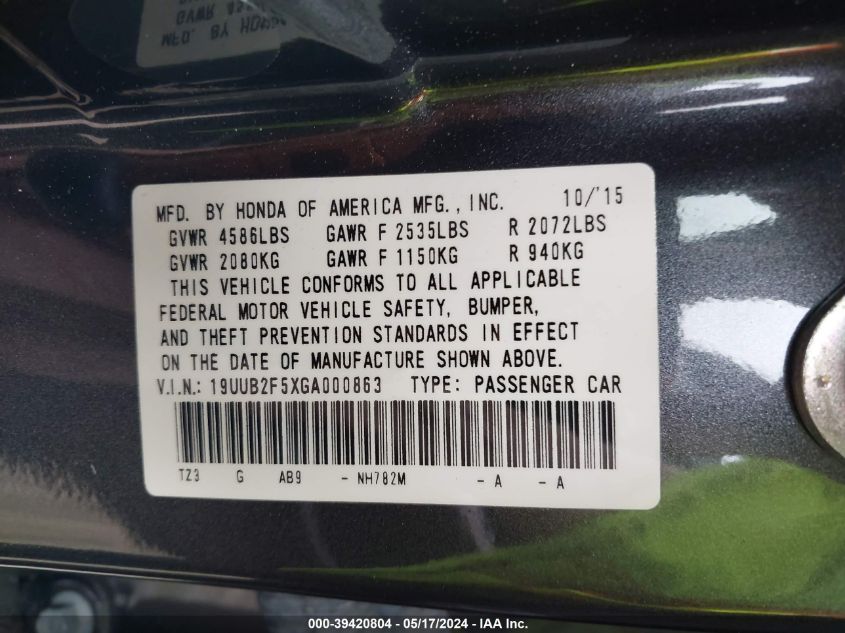 MFD. BY HONDA OF AMERICA MFG., INC. 10/'15
GVWR 4586LBS GAWR F 2535LBS R 2072LBS
GVWR 2080KG GAWR F 1150KG R 940KG
THIS VEHICLE CONFORMS TO ALL APPLICABLE
FEDERAL MOTOR VEHICLE SAFETY, BUMPER,
AND THEFT PREVENTION STANDARDS IN EFFECT
ON THE DATE OF MANUFACTURE SHOWN ABOVE.
V.I.N.: 19UUB2F5XGA000863 TYPE: PASSENGER CAR
TZ3 G AB9 - NH782M - A - A
000-39420804 - 05/17/2024 - IAA Inc.